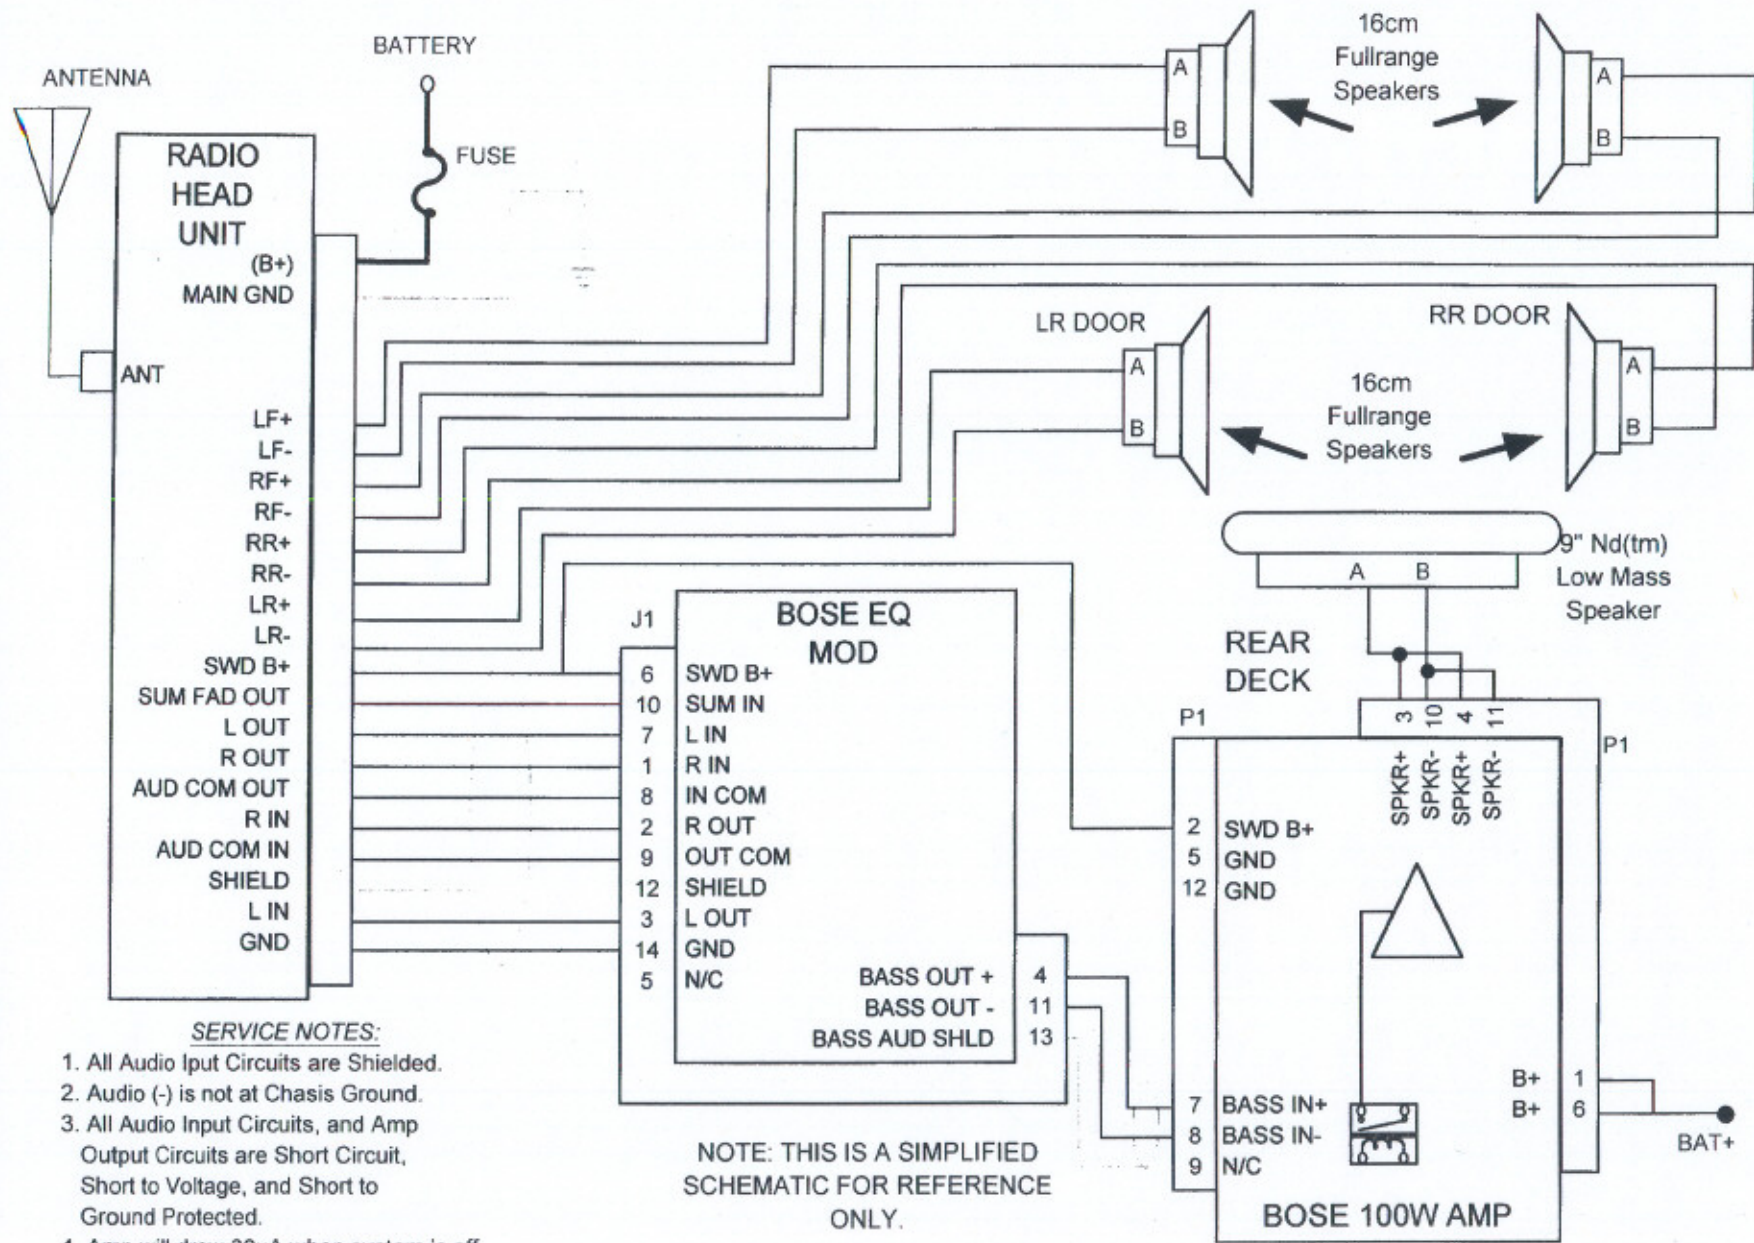 ANTENNA
BATTERY
FUSE
RADIO
HEAD
UNIT
(B+)
MAIN GND
ANT
LF+
LF-
RF+
RF-
RR+
RR-
LR+
LR-
SWD B+
SUM FAD OUT
L OUT
R OUT
AUD COM OUT
R IN
AUD COM IN
SHIELD
L IN
GND
16cm
Fullrange
Speakers
A
B
A
B
LR DOOR
RR DOOR
16cm
Fullrange
Speakers
A
B
A
B
9" Nd(tm)
Low Mass
Speaker
A B
REAR
DECK
J1
BOSE EQ
MOD
6 SWD B+
10 SUM IN
7 L IN
1 R IN
8 IN COM
2 R OUT
9 OUT COM
12 SHIELD
3 L OUT
14 GND
5 N/C
BASS OUT + 4
BASS OUT - 11
BASS AUD SHLD 13
P1
P1
3 10 4 11
SPKR+
SPKR-
SPKR+
SPKR-
2 SWD B+
5 GND
12 GND
7 BASS IN+
8 BASS IN-
9 N/C
B+ 1
B+ 6
BAT+
BOSE 100W AMP
SERVICE NOTES:
1. All Audio Iput Circuits are Shielded.
2. Audio (-) is not at Chasis Ground.
3. All Audio Input Circuits, and Amp
Output Circuits are Short Circuit,
Short to Voltage, and Short to
Ground Protected.
NOTE: THIS IS A SIMPLIFIED
SCHEMATIC FOR REFERENCE
ONLY.